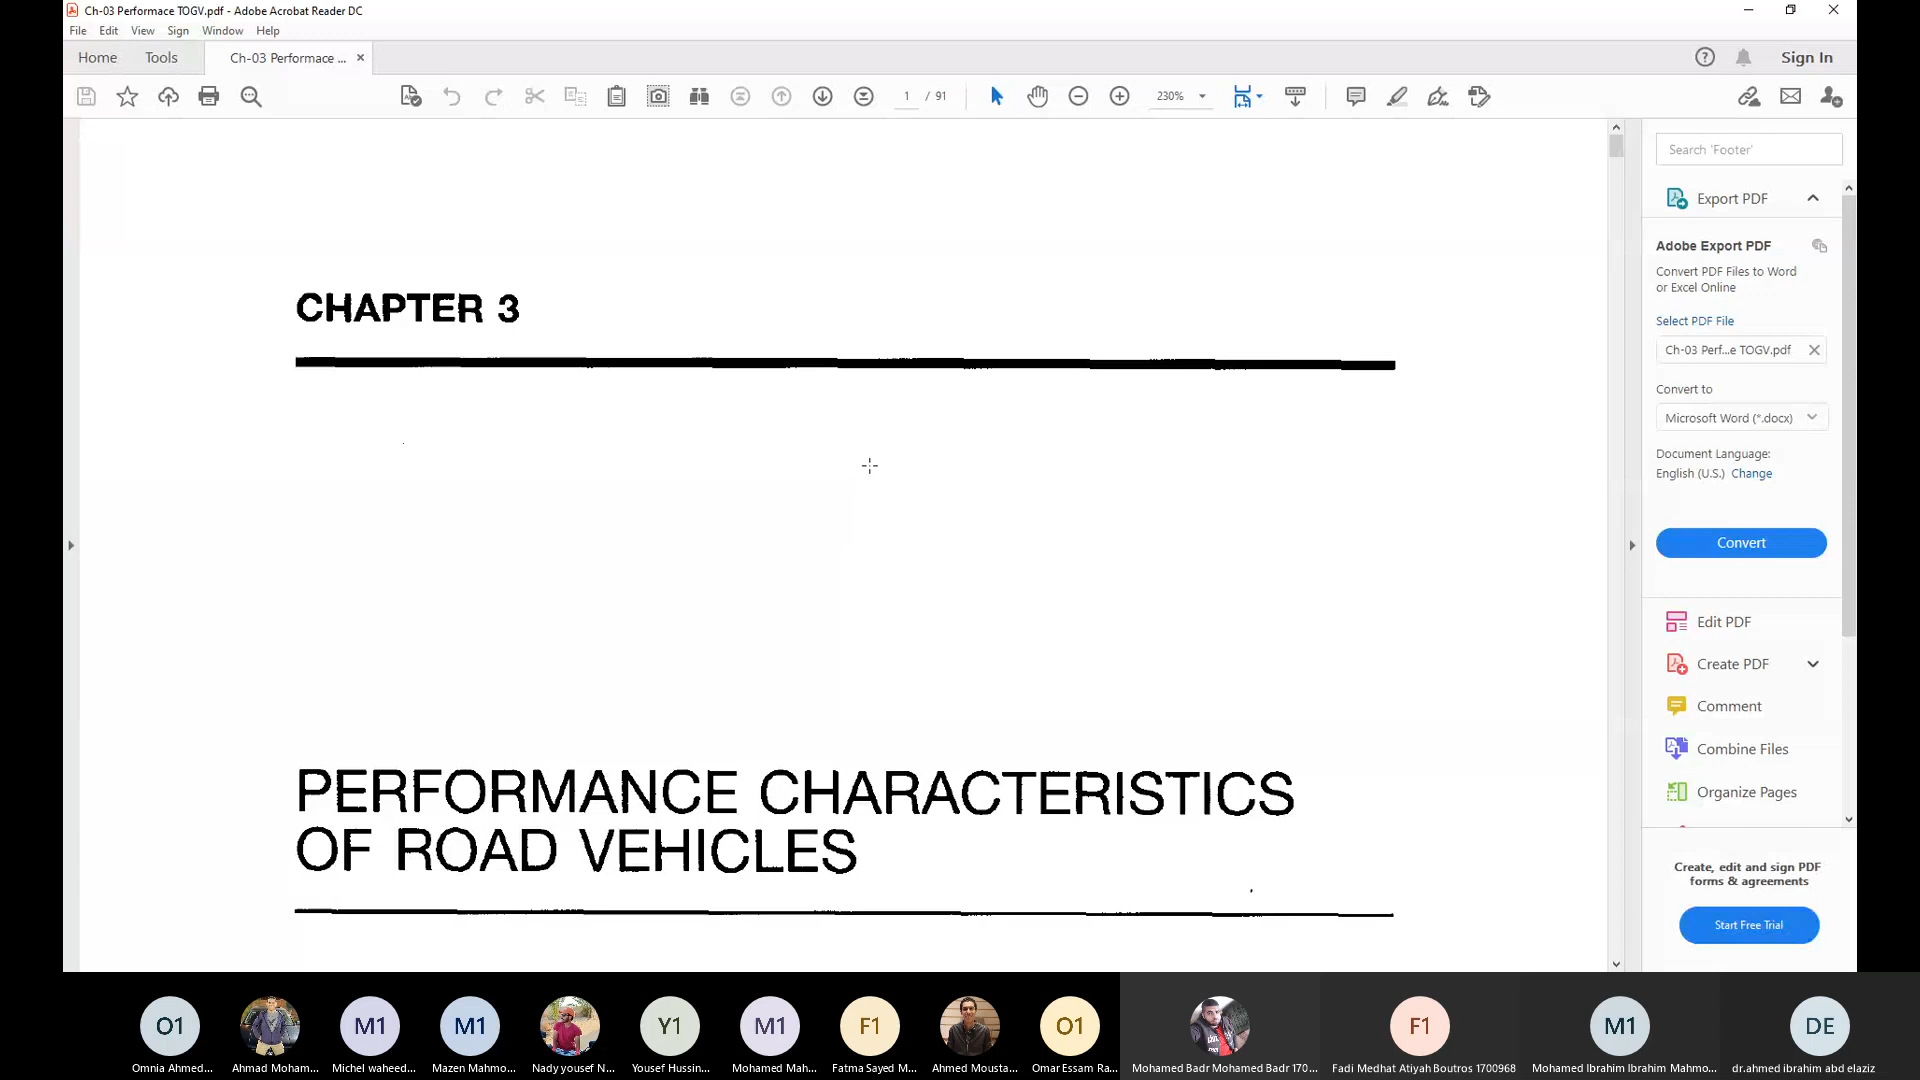 Ch-03 Performace TOGV.pdf - Adobe Acrobat Reader DC
File Edit View Sign Window Help
Home Tools Ch-03 Performace ... Sign In
1 / 91 230%
Search 'Footer'
Export PDF
Adobe Export PDF
Convert PDF Files to Word
or Excel Online
Select PDF File
Ch-03 Perf...e TOGV.pdf
Convert to
Microsoft Word (*.docx)
Document Language:
English (U.S.) Change
Convert
Edit PDF
Create PDF
Comment
Combine Files
Organize Pages
Create, edit and sign PDF
forms & agreements
Start Free Trial
CHAPTER 3
PERFORMANCE CHARACTERISTICS
OF ROAD VEHICLES
O1 M1 M1 Y1 M1 F1 O1 F1 M1 DE
Omnia Ahmed... Ahmad Moham... Michel waheed... Mazen Mahmo... Nady yousef N... Yousef Hussin... Mohamed Mah... Fatma Sayed M... Ahmed Mousta... Omar Essam Ra... Mohamed Badr Mohamed Badr 170... Fadi Medhat Atiyah Boutros 1700968 Mohamed Ibrahim Ibrahim Mahmo... dr.ahmed ibrahim abd elaziz